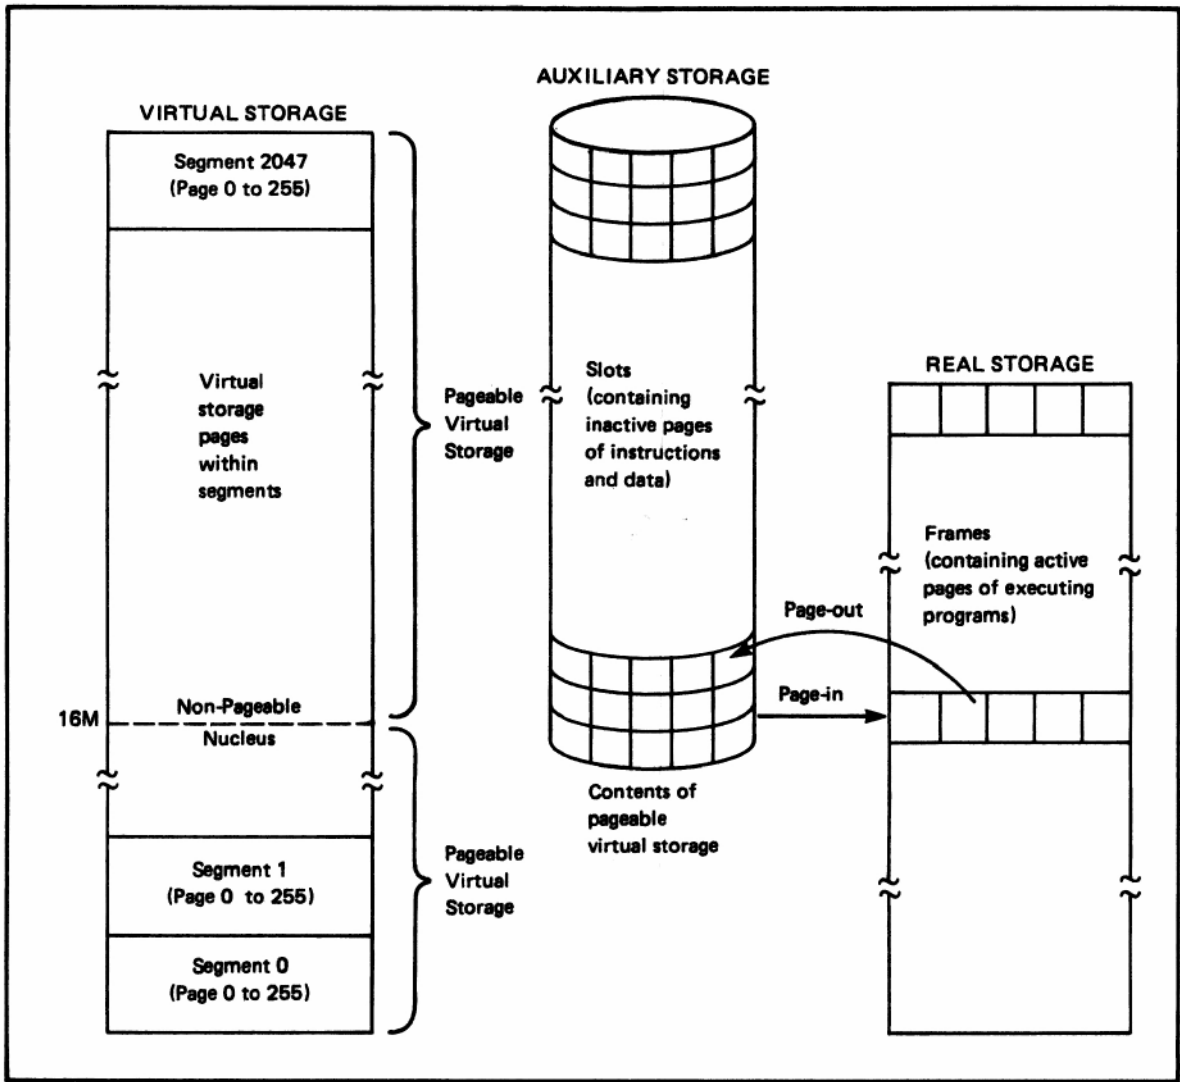 AUXILIARY STORAGE
VIRTUAL STORAGE
Segment 2047
(Page 0 to 255)
Virtual
storage
pages
within
segments
Pageable
Virtual
Storage
Slots
(containing
inactive pages
of instructions
and data)
REAL STORAGE
Frames
(containing active
pages of executing
programs)
Page-out
Page-in
16M
Non-Pageable
Nucleus
Contents of
pageable
virtual storage
Segment 1
(Page 0 to 255)
Pageable
Virtual
Storage
Segment 0
(Page 0 to 255)